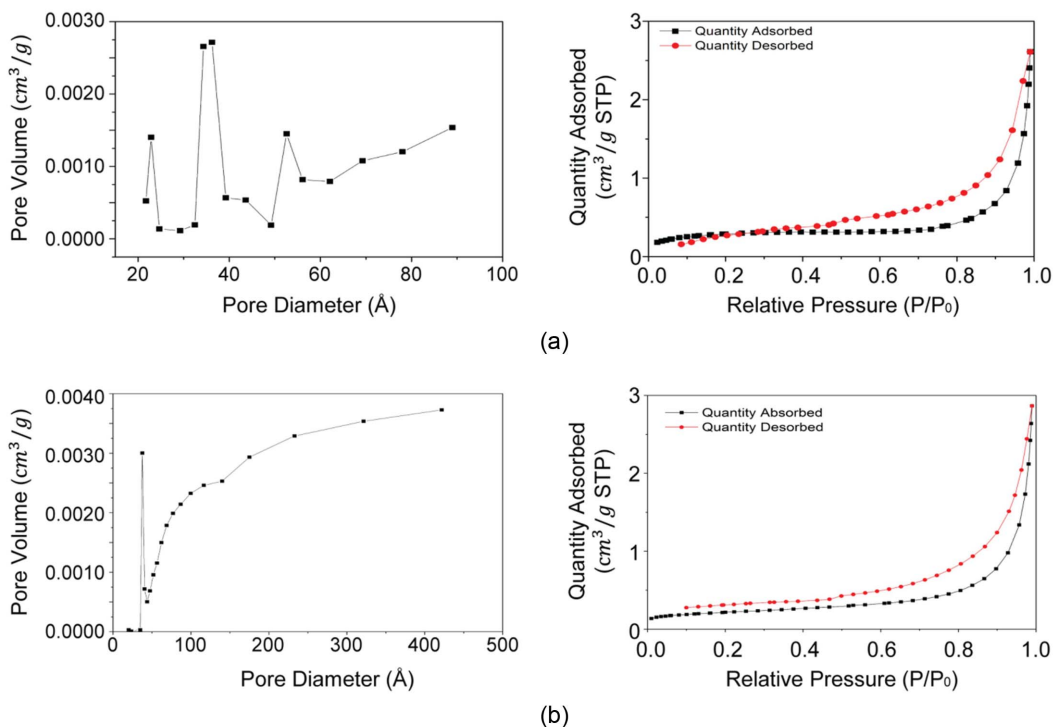 0.0030
0.0020
0.0010
0.0000
Pore Volume (cm³/g)
20 40 60 80 100
Pore Diameter (Å)
Quantity Adsorbed
Quantity Desorbed
3
2
1
0
Quantity Adsorbed
(cm³/g STP)
0.0 0.2 0.4 0.6 0.8 1.0
Relative Pressure (P/P₀)
(a)
0.0040
0.0030
0.0020
0.0010
0.0000
Pore Volume (cm³/g)
0 100 200 300 400 500
Pore Diameter (Å)
Quantity Absorbed
Quantity Desorbed
3
2
1
0
Quantity Adsorbed
(cm³/g STP)
0.0 0.2 0.4 0.6 0.8 1.0
Relative Pressure (P/P₀)
(b)